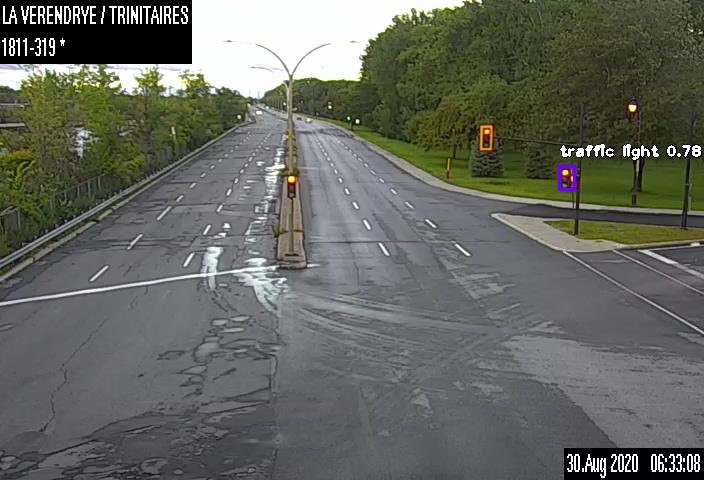 LA VERENDRYE / TRINITAIRES
1811-319 *
traffic light 0.78
30.Aug 2020 06:33:08